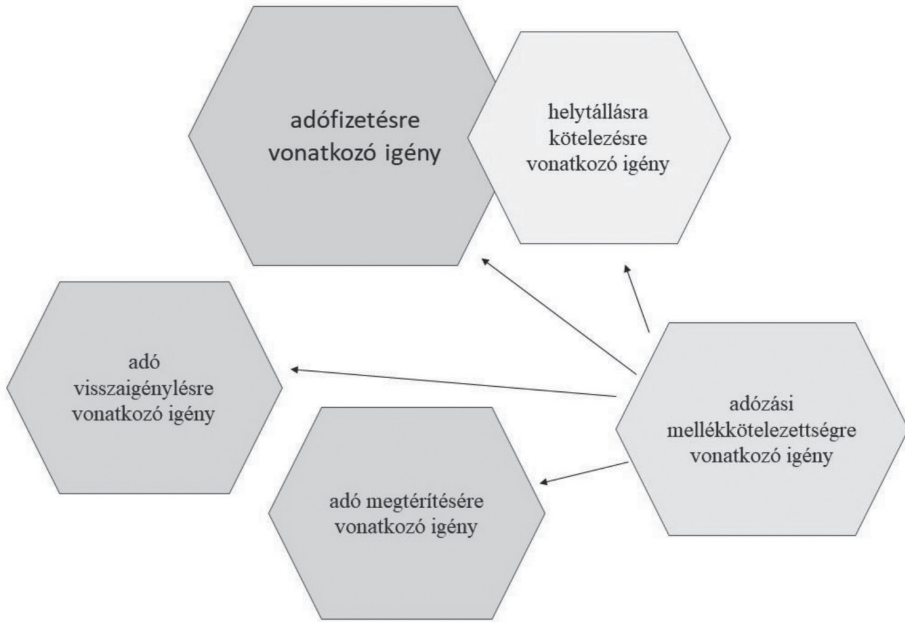 adófizetésre
vonatkozó igény
helytállásra
kötelezésre
vonatkozó igény
adó
visszaigénylésre
vonatkozó igény
adózási
mellékkötelezettségre
vonatkozó igény
adó megtérítésére
vonatkozó igény